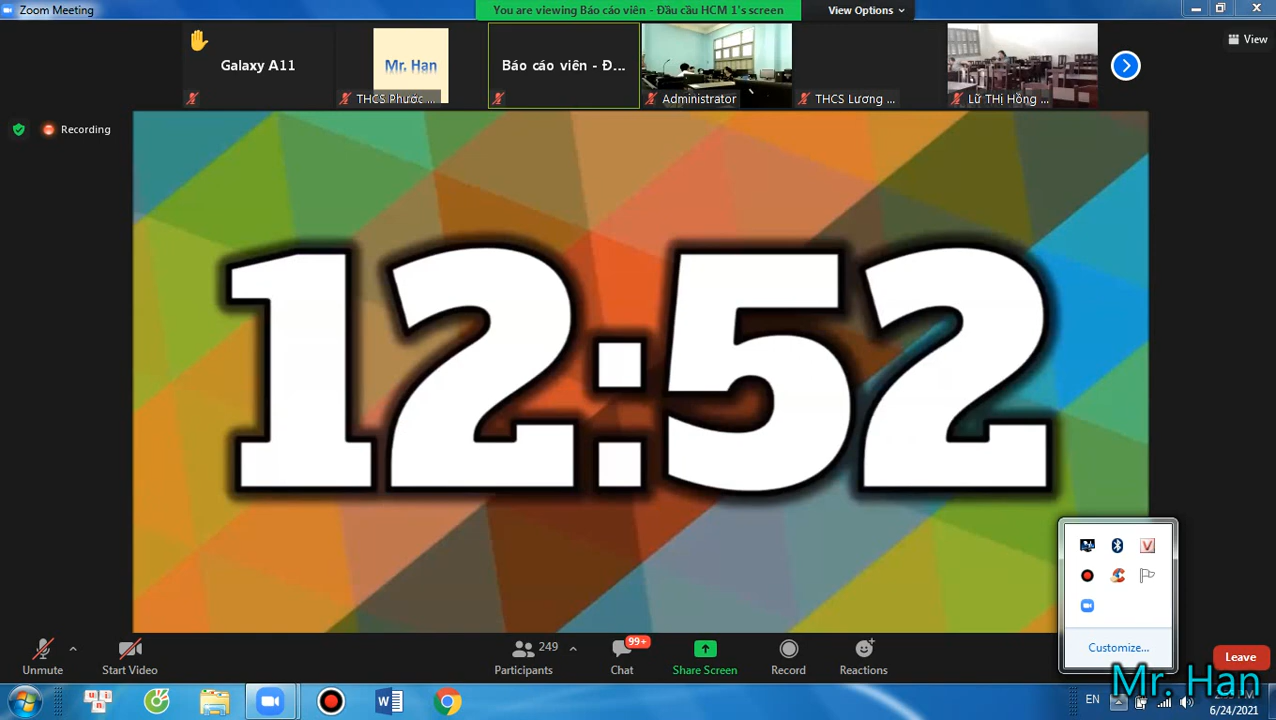 Zoom Meeting
You are viewing Báo cáo viên - Đầu cầu HCM 1's screen
View Options
Galaxy A11
Mr. Han
THCS Phước ...
Báo cáo viên - Đ...
Administrator
THCS Lương ...
Lữ THị Hồng ...
View
Recording
12:52
Customize...
Unmute
Start Video
249
Participants
99+
Chat
Share Screen
Record
Reactions
Leave
Mr. Han
EN
6/24/2021